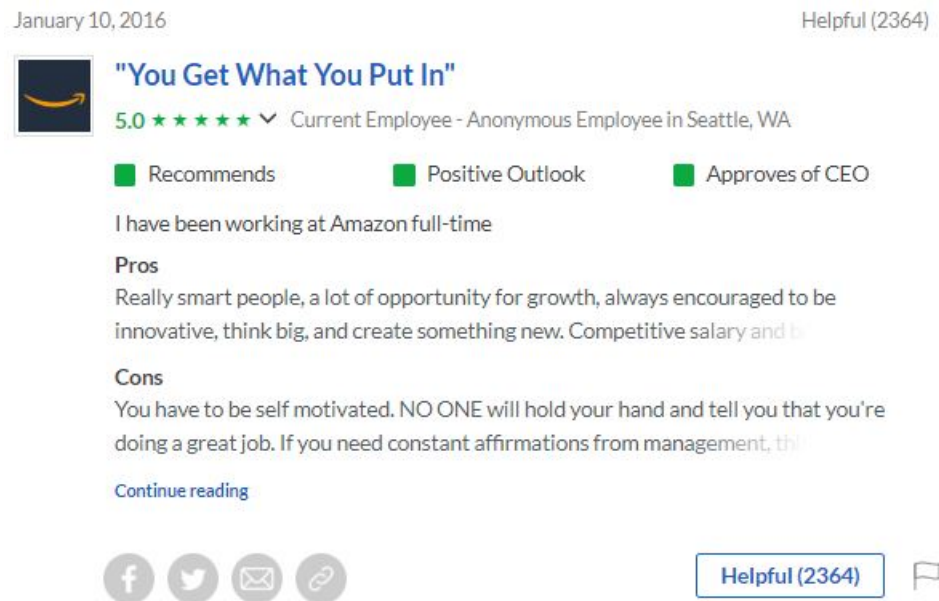 January 10, 2016 Helpful (2364)
"You Get What You Put In"
5.0 ★★★★★ Current Employee - Anonymous Employee in Seattle, WA
Recommends Positive Outlook Approves of CEO
I have been working at Amazon full-time
Pros
Really smart people, a lot of opportunity for growth, always encouraged to be
innovative, think big, and create something new. Competitive salary and
Cons
You have to be self motivated. NO ONE will hold your hand and tell you that you're
doing a great job. If you need constant affirmations from management,
Continue reading
Helpful (2364)